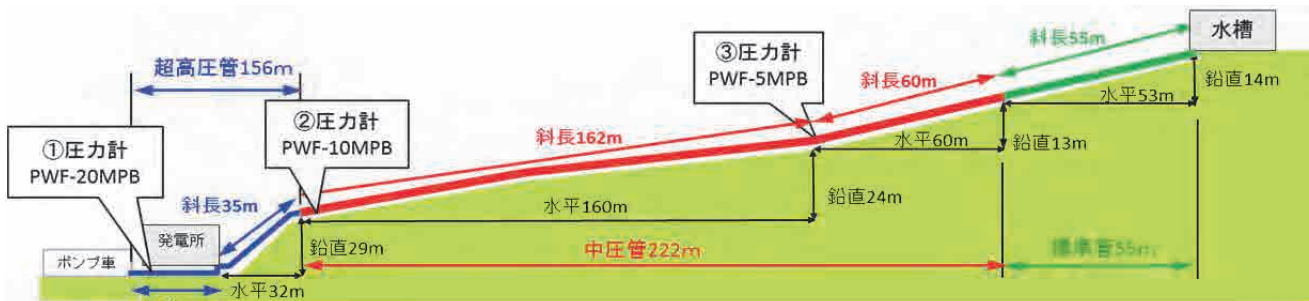 水槽
斜長55m
③圧力計
PWF-5MPB
超高圧管156m
斜長60m
鉛直14m
水平53m
②圧力計
PWF-10MPB
斜長162m
水平60m
鉛直13m
①圧力計
PWF-20MPB
斜長35m
水平160m
鉛直24m
発電所
鉛直29m
中圧管222m
標準管55m
ポンプ車
水平32m